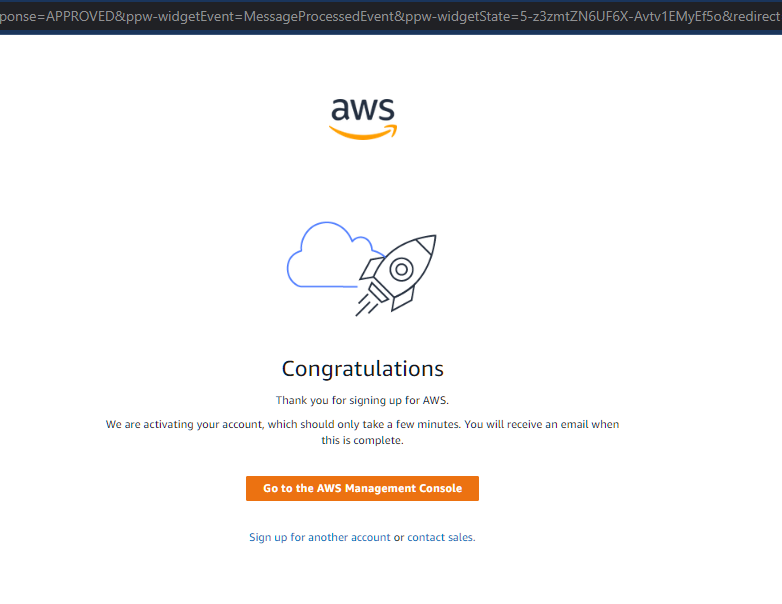 ponse=APPROVED&ppw-widgetEvent=MessageProcessedEvent&ppw-widgetState=5-z3zmtZN6UF6X-Avtv1EMyEf5o&redirect
aws
Congratulations
Thank you for signing up for AWS.
We are activating your account, which should only take a few minutes. You will receive an email when
this is complete.
Go to the AWS Management Console
Sign up for another account or contact sales.